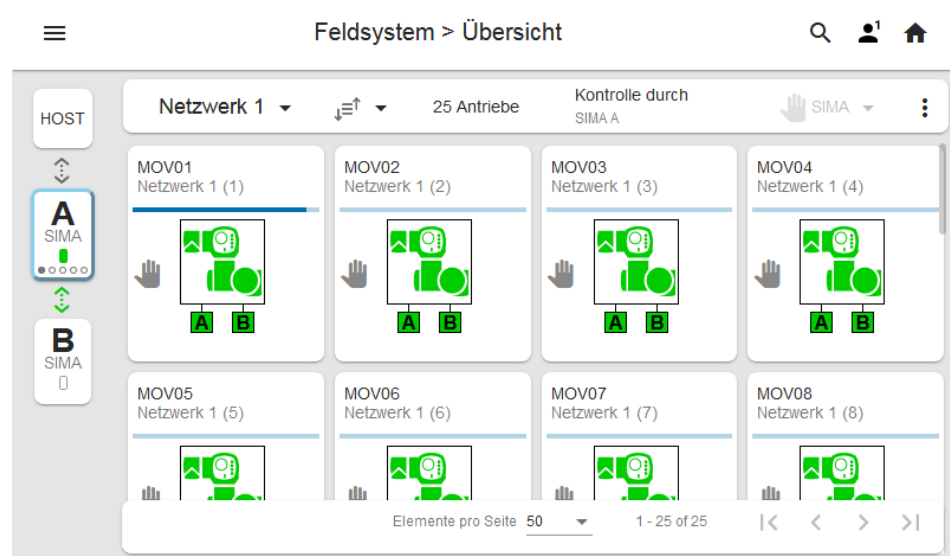 Feldsystem > Übersicht
1
HOST
Netzwerk 1
25 Antriebe
Kontrolle durch
SIMA A
SIMA
A
SIMA
B
SIMA
MOV01
Netzwerk 1 (1)
A B
MOV02
Netzwerk 1 (2)
A B
MOV03
Netzwerk 1 (3)
A B
MOV04
Netzwerk 1 (4)
A B
MOV05
Netzwerk 1 (5)
MOV06
Netzwerk 1 (6)
MOV07
Netzwerk 1 (7)
MOV08
Netzwerk 1 (8)
Elemente pro Seite 50 1 - 25 of 25